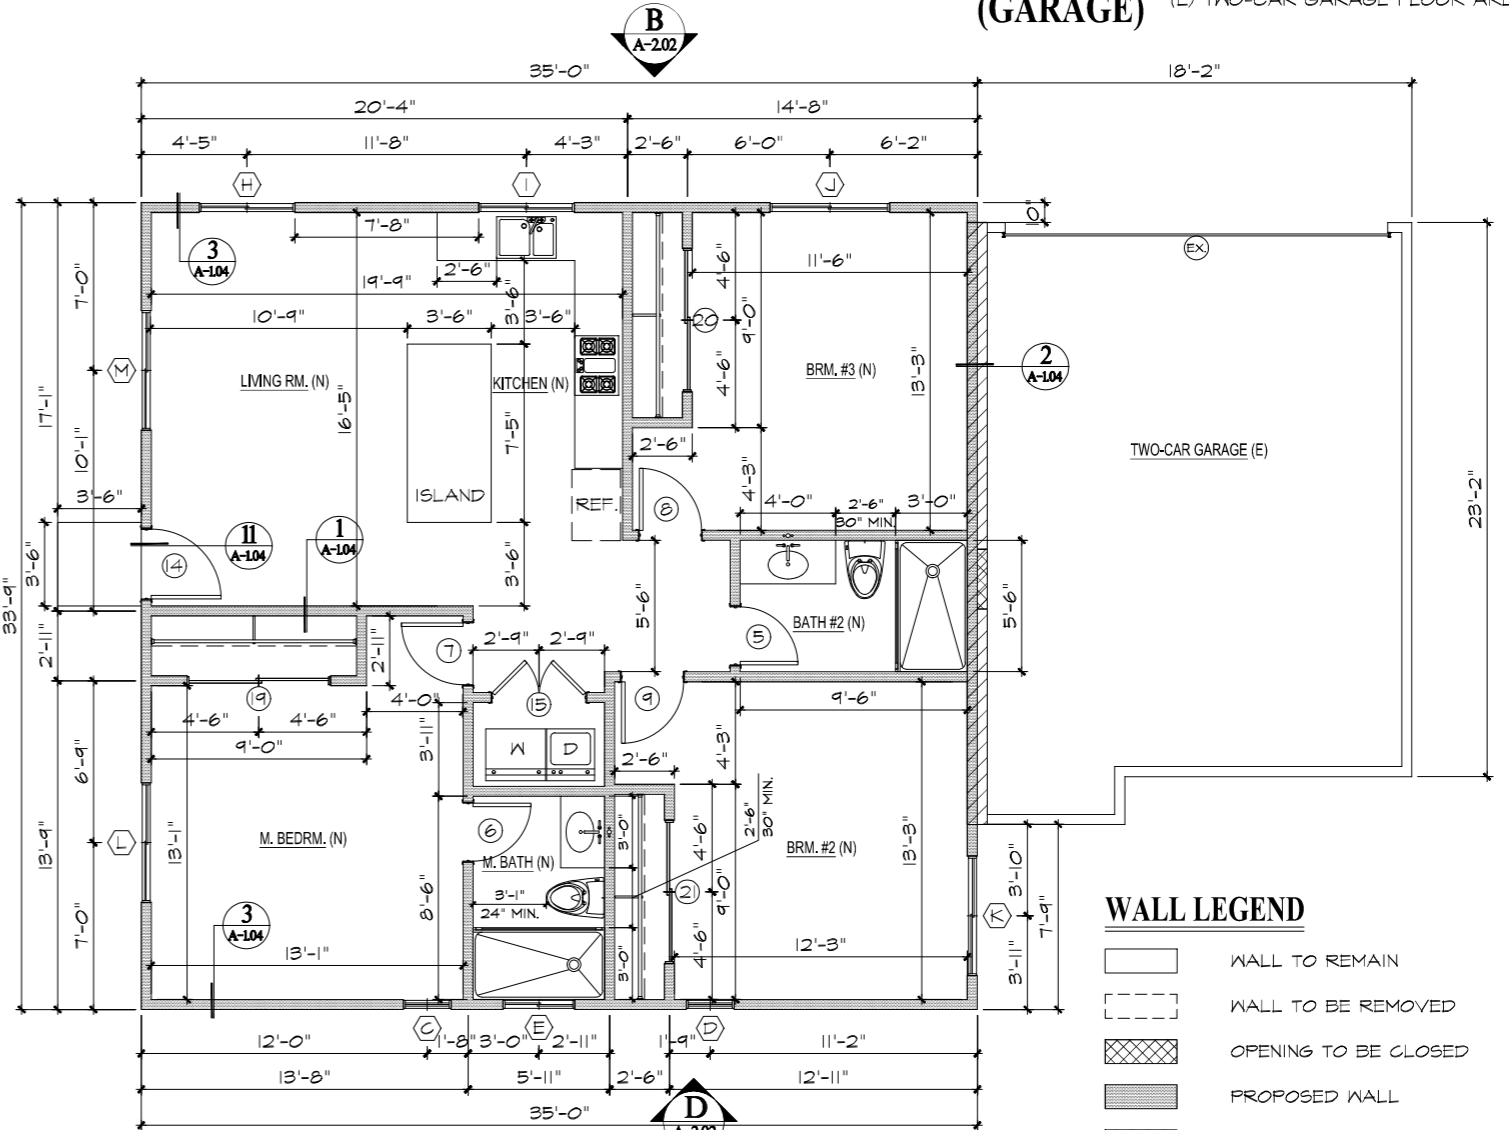 (GARAGE)
(E) TWO-CAR GARAGE FLOOR
B
A-2.02
35'-0"
18'-2"
20'-4"
14'-8"
4'-5"
11'-8"
4'-3"
2'-6"
6'-0"
6'-2"
H
I
J
10"
3
A-1.04
7'-8"
EX.
2'-6"
19'-9"
11'-6"
4'-6"
7'-0"
10'-9"
3'-6"
3'-6"
3'-6"
20
9'-0"
2
A-1.04
M
LIVING RM. (N)
KITCHEN (N)
BRM. #3 (N)
4'-6"
13'-3"
16'-5"
17'-1"
10'-1"
7'-5"
2'-6"
TWO-CAR GARAGE (E)
4'-3"
3'-6"
ISLAND
REF.
8
4'-0"
2'-6"
30" MIN.
3'-0"
23'-2"
11
A-1.04
1
A-1.04
14
3'-6"
3'-6"
33'-9"
5'-6"
5'-6"
BATH #2 (N)
5
2'-11"
2'-11"
7
2'-9"
2'-9"
19
4'-0"
15
9
9'-6"
4'-6"
4'-6"
9'-0"
3'-11"
W
D
4'-3"
2'-6"
6'-9"
2'-6"
30" MIN.
L
M. BEDRM. (N)
13'-1"
6
M. BATH (N)
3'-0"
4'-6"
BRM. #2 (N)
13'-3"
13'-9"
3'-10"
8'-6"
3'-1"
24" MIN.
21
9'-0"
K
7'-9"
WALL LEGEND
3
A-1.04
7'-0"
13'-1"
3'-0"
4'-6"
12'-3"
3'-11"
WALL TO REMAIN
WALL TO BE REMOVED
C
E
D
12'-0"
1'-8"
3'-0"
2'-11"
1'-9"
11'-2"
OPENING TO BE CLOSED
13'-8"
5'-11"
2'-6"
12'-11"
PROPOSED WALL
35'-0"
D